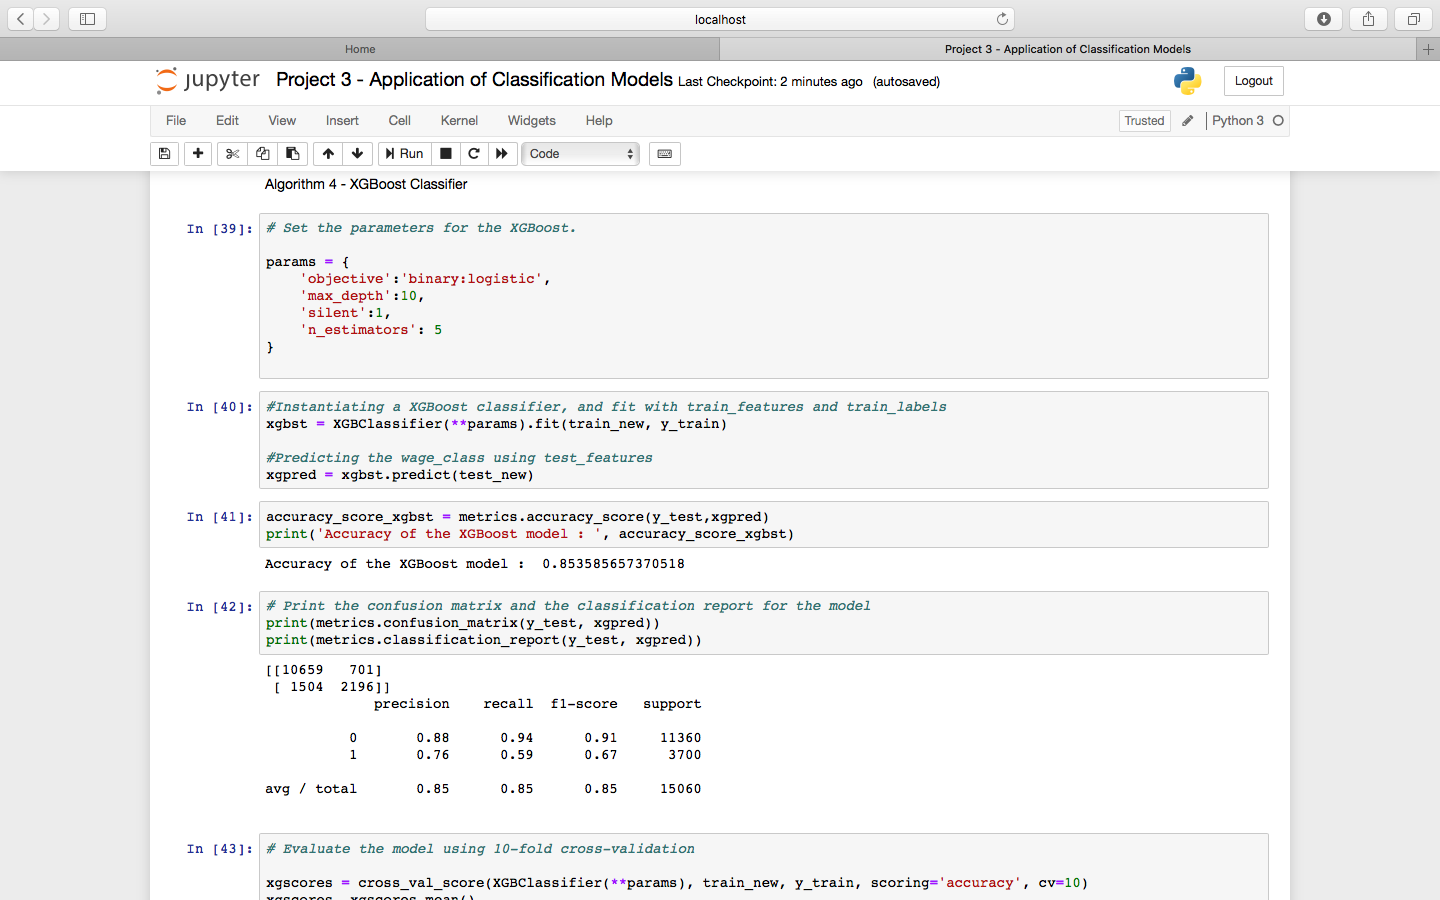 localhost
Home
Project 3 - Application of Classification Models
jupyter Project 3 - Application of Classification Models Last Checkpoint: 2 minutes ago (autosaved)
Logout
File Edit View Insert Cell Kernel Widgets Help
Trusted Python 3
Run Code
Algorithm 4 - XGBoost Classifier
In [39]: # Set the parameters for the XGBoost.
params = {
'objective':'binary:logistic',
'max_depth':10,
'silent':1,
'n_estimators': 5
}
In [40]: #Instantiating a XGBoost classifier, and fit with train_features and train_labels
xgbst = XGBClassifier(**params).fit(train_new, y_train)
#Predicting the wage_class using test_features
xgpred = xgbst.predict(test_new)
In [41]: accuracy_score_xgbst = metrics.accuracy_score(y_test,xgpred)
print('Accuracy of the XGBoost model : ', accuracy_score_xgbst)
Accuracy of the XGBoost model :  0.853585657370518
In [42]: # Print the confusion matrix and the classification report for the model
print(metrics.confusion_matrix(y_test, xgpred))
print(metrics.classification_report(y_test, xgpred))
[[10659   701]
[ 1504  2196]]
precision recall f1-score support
0 0.88 0.94 0.91 11360
1 0.76 0.59 0.67 3700
avg / total 0.85 0.85 0.85 15060
In [43]: # Evaluate the model using 10-fold cross-validation
xgscores = cross_val_score(XGBClassifier(**params), train_new, y_train, scoring='accuracy', cv=10)
xgscores, xgscores.mean()